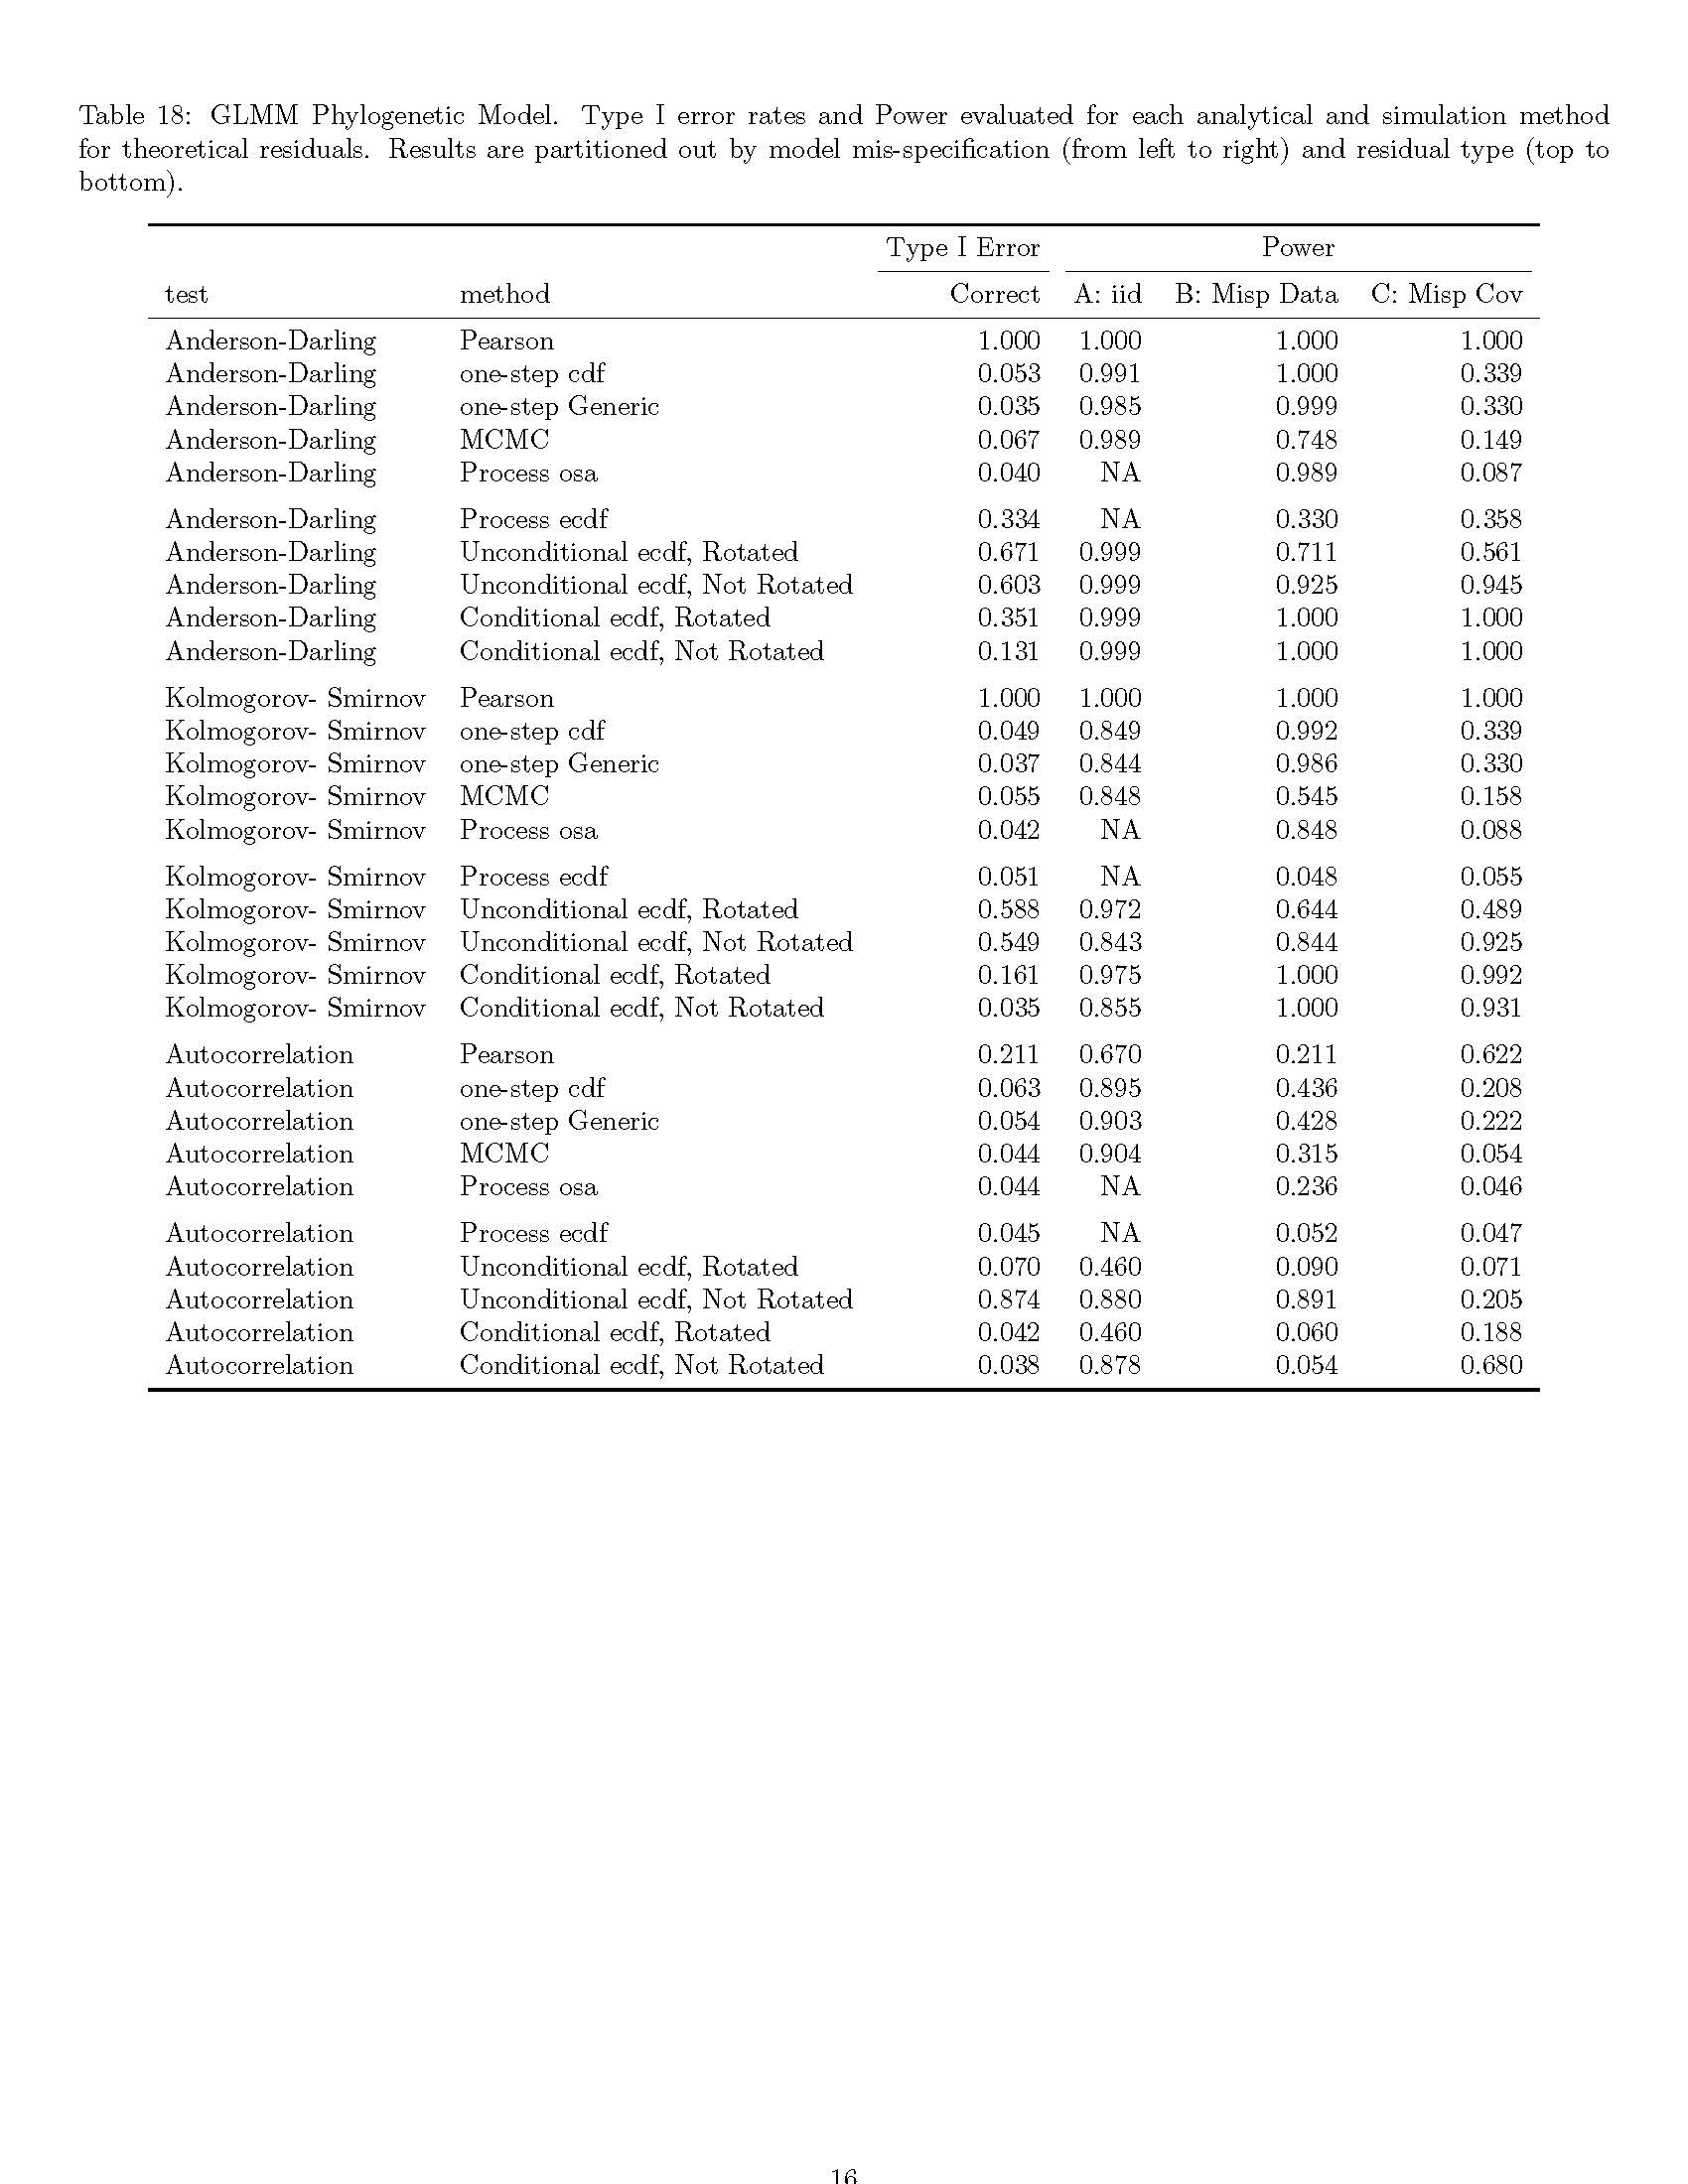 Table 18: GLMM Phylogenetic Model. Type I error rates and Power evaluated for each analytical and simulation method
for theoretical residuals. Results are partitioned out by model mis-specification (from left to right) and residual type (top to
bottom).
Type I Error Power
test method Correct A: iid B: Misp Data C: Misp Cov
Anderson-Darling Pearson 1.000 1.000 1.000 1.000
Anderson-Darling one-step cdf 0.053 0.991 1.000 0.339
Anderson-Darling one-step Generic 0.035 0.985 0.999 0.330
Anderson-Darling MCMC 0.067 0.989 0.748 0.149
Anderson-Darling Process osa 0.040 NA 0.989 0.087
Anderson-Darling Process ecdf 0.334 NA 0.330 0.358
Anderson-Darling Unconditional ecdf, Rotated 0.671 0.999 0.711 0.561
Anderson-Darling Unconditional ecdf, Not Rotated 0.603 0.999 0.925 0.945
Anderson-Darling Conditional ecdf, Rotated 0.351 0.999 1.000 1.000
Anderson-Darling Conditional ecdf, Not Rotated 0.131 0.999 1.000 1.000
Kolmogorov- Smirnov Pearson 1.000 1.000 1.000 1.000
Kolmogorov- Smirnov one-step cdf 0.049 0.849 0.992 0.339
Kolmogorov- Smirnov one-step Generic 0.037 0.844 0.986 0.330
Kolmogorov- Smirnov MCMC 0.055 0.848 0.545 0.158
Kolmogorov- Smirnov Process osa 0.042 NA 0.848 0.088
Kolmogorov- Smirnov Process ecdf 0.051 NA 0.048 0.055
Kolmogorov- Smirnov Unconditional ecdf, Rotated 0.588 0.972 0.644 0.489
Kolmogorov- Smirnov Unconditional ecdf, Not Rotated 0.549 0.843 0.844 0.925
Kolmogorov- Smirnov Conditional ecdf, Rotated 0.161 0.975 1.000 0.992
Kolmogorov- Smirnov Conditional ecdf, Not Rotated 0.035 0.855 1.000 0.931
Autocorrelation Pearson 0.211 0.670 0.211 0.622
Autocorrelation one-step cdf 0.063 0.895 0.436 0.208
Autocorrelation one-step Generic 0.054 0.903 0.428 0.222
Autocorrelation MCMC 0.044 0.904 0.315 0.054
Autocorrelation Process osa 0.044 NA 0.236 0.046
Autocorrelation Process ecdf 0.045 NA 0.052 0.047
Autocorrelation Unconditional ecdf, Rotated 0.070 0.460 0.090 0.071
Autocorrelation Unconditional ecdf, Not Rotated 0.874 0.880 0.891 0.205
Autocorrelation Conditional ecdf, Rotated 0.042 0.460 0.060 0.188
Autocorrelation Conditional ecdf, Not Rotated 0.038 0.878 0.054 0.680
16